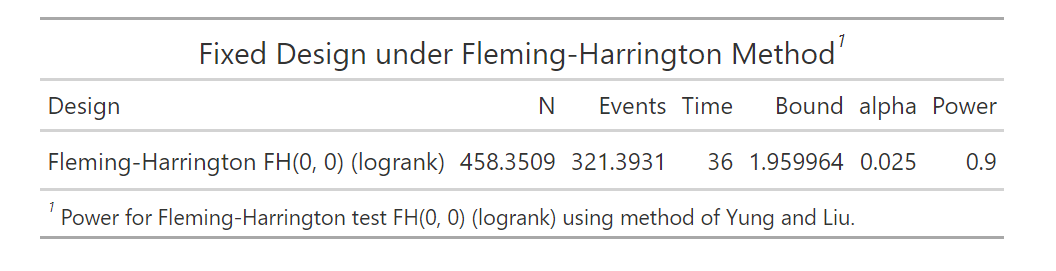 Fixed Design under Fleming-Harrington Method1
Design N Events Time Bound alpha Power
Fleming-Harrington FH(0, 0) (logrank) 458.3509 321.3931 36 1.959964 0.025 0.9
1 Power for Fleming-Harrington test FH(0, 0) (logrank) using method of Yung and Liu.